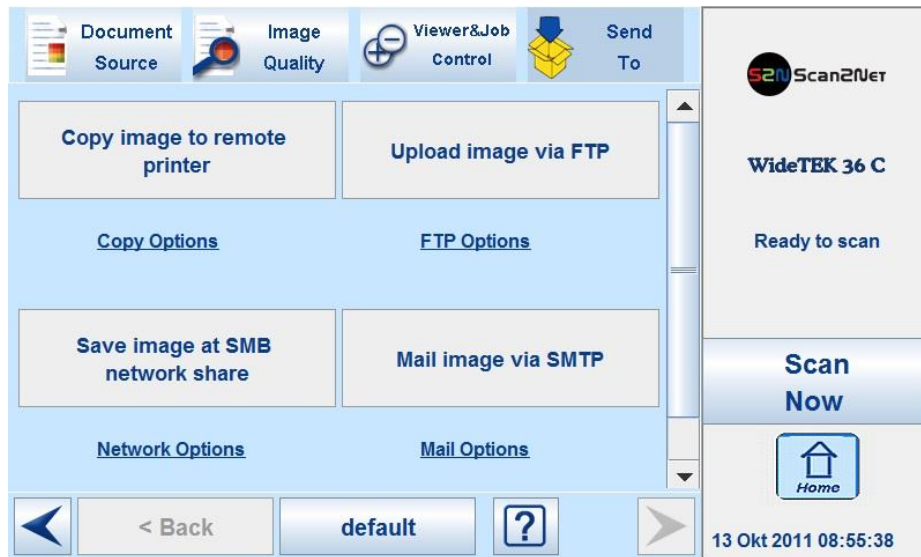 Document
Source
Image
Quality
Viewer&Job
Control
Send
To
Copy image to remote
printer
Upload image via FTP
Copy Options
FTP Options
Save image at SMB
network share
Mail image via SMTP
Network Options
Mail Options
< Back
default
?
S2N Scan2Net
WideTEK 36 C
Ready to scan
Scan
Now
Home
13 Okt 2011 08:55:38